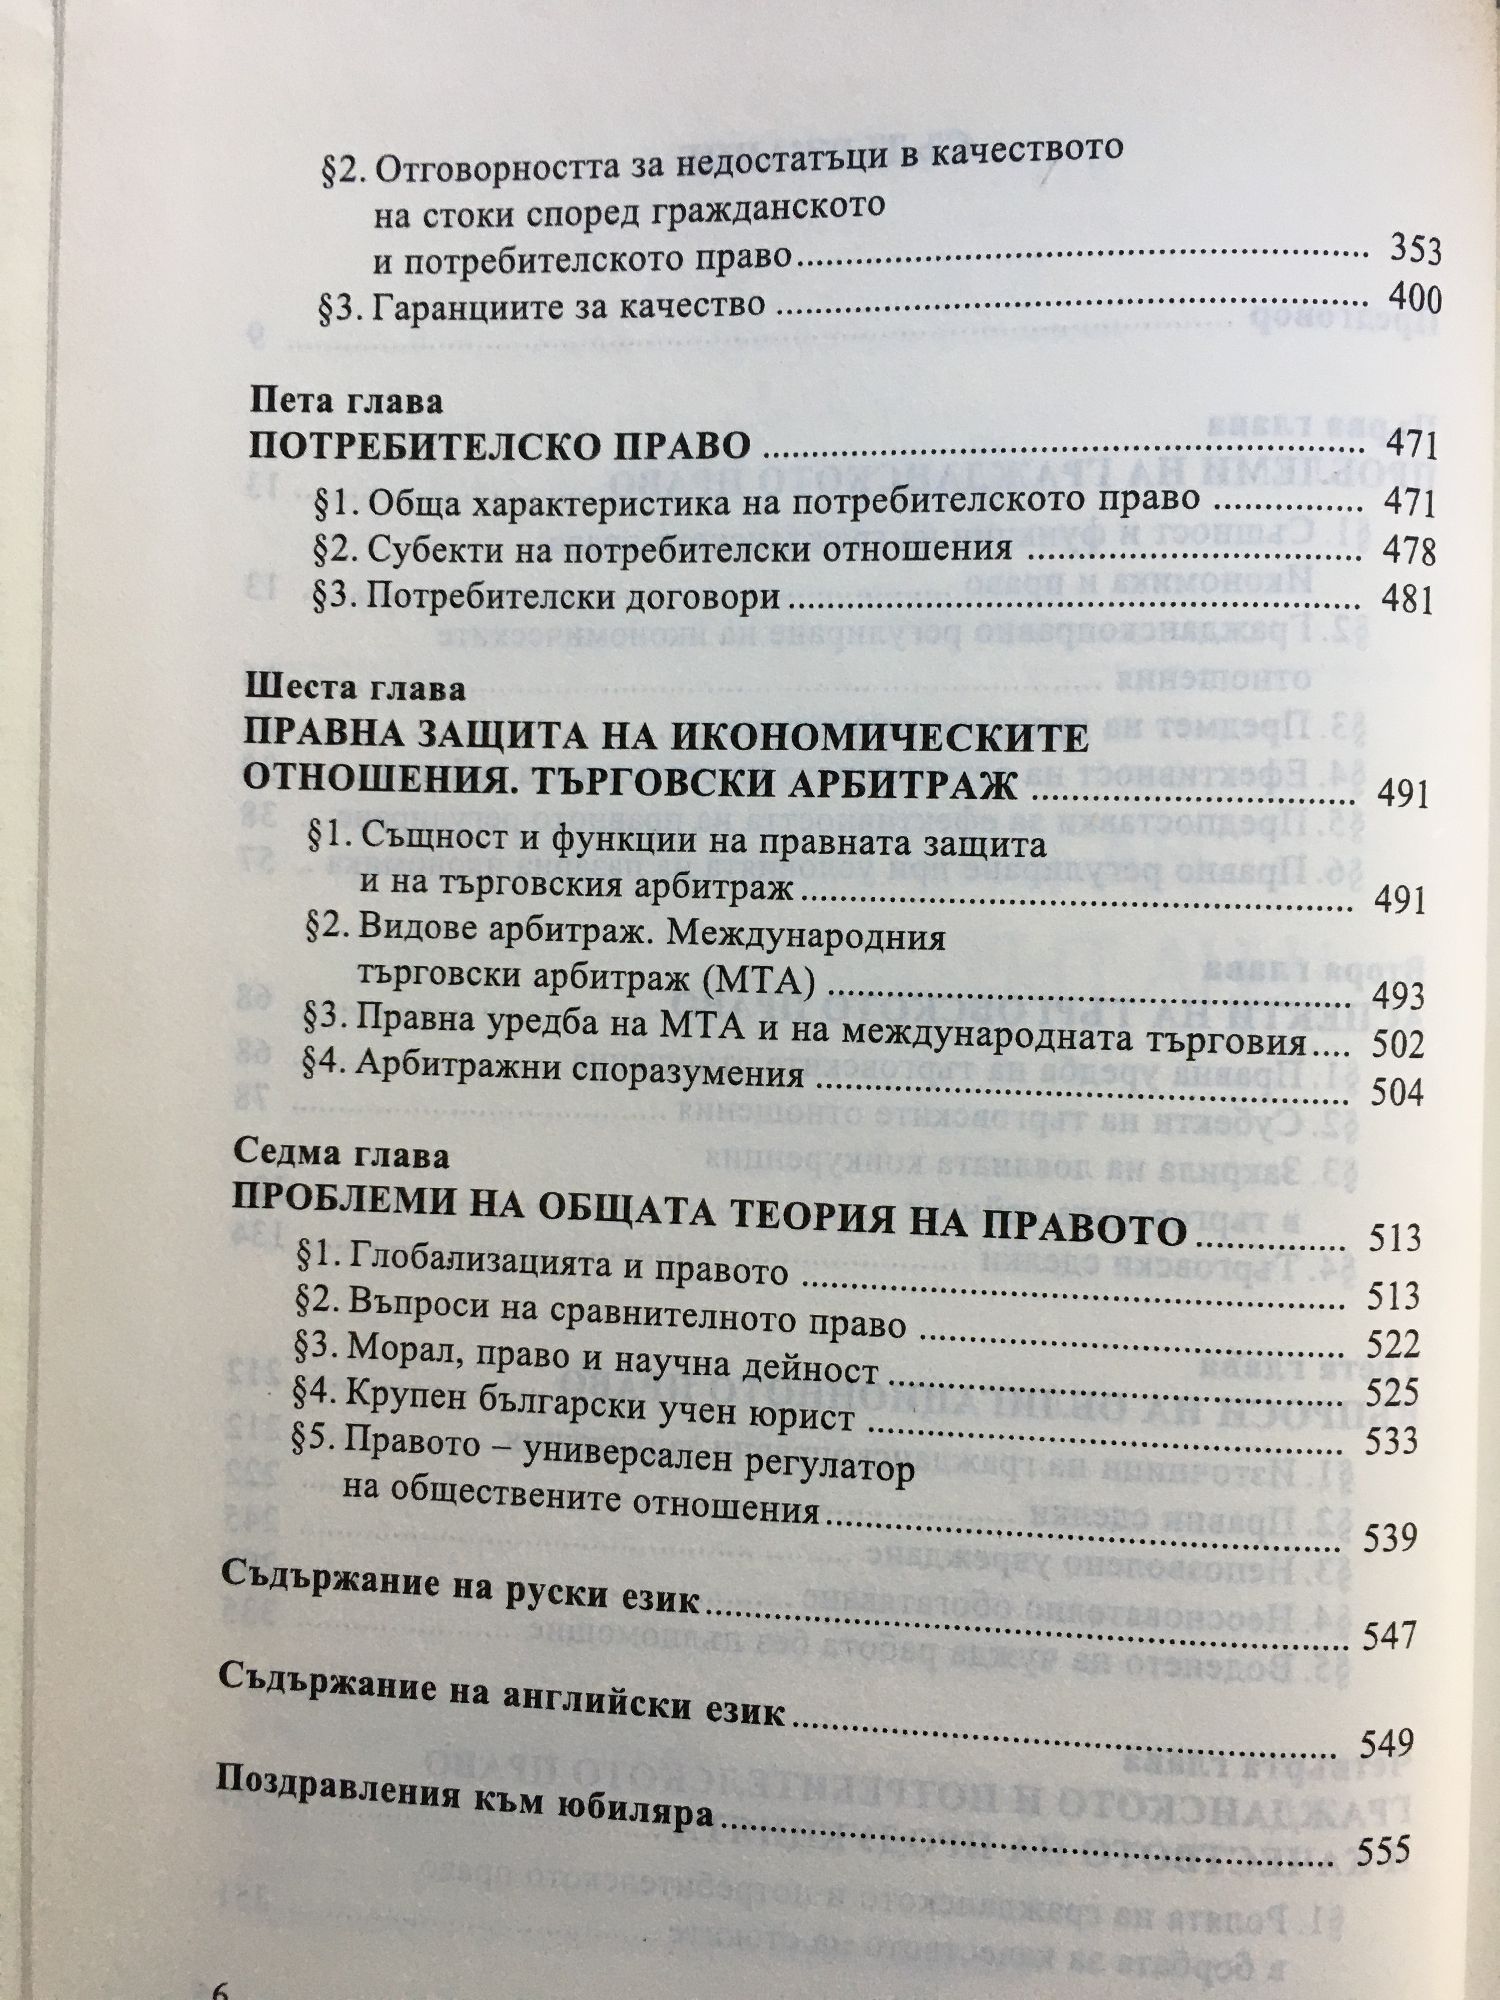 §2. Отговорността за недостатъци в качеството
на стоки според гражданското
и потребителското право.......... 353
§3. Гаранциите за качество .......... 400
Пета глава
ПОТРЕБИТЕЛСКО ПРАВО .......... 471
§1. Обща характеристика на потребителското право .......... 471
§2. Субекти на потребителски отношения .......... 478
§3. Потребителски договори.......... 481
Шеста глава
ПРАВНА ЗАЩИТА НА ИКОНОМИЧЕСКИТЕ
ОТНОШЕНИЯ. ТЪРГОВСКИ АРБИТРАЖ .......... 491
§1. Същност и функции на правната защита
и на търговския арбитраж.......... 491
§2. Видове арбитраж. Международния
търговски арбитраж (МТА) .......... 493
§3. Правна уредба на МТА и на международната търговия.... 502
§4. Арбитражни споразумения .......... 504
Седма глава
ПРОБЛЕМИ НА ОБЩАТА ТЕОРИЯ НА ПРАВОТО.......... 513
§1. Глобализацията и правото .......... 513
§2. Въпроси на сравнителното право .......... 522
§3. Морал, право и научна дейност .......... 525
§4. Крупен български учен юрист .......... 533
§5. Правото – универсален регулатор
на обществените отношения.......... 539
Съдържание на руски език.......... 547
Съдържание на английски език.......... 549
Поздравления към юбиляра.......... 555
6